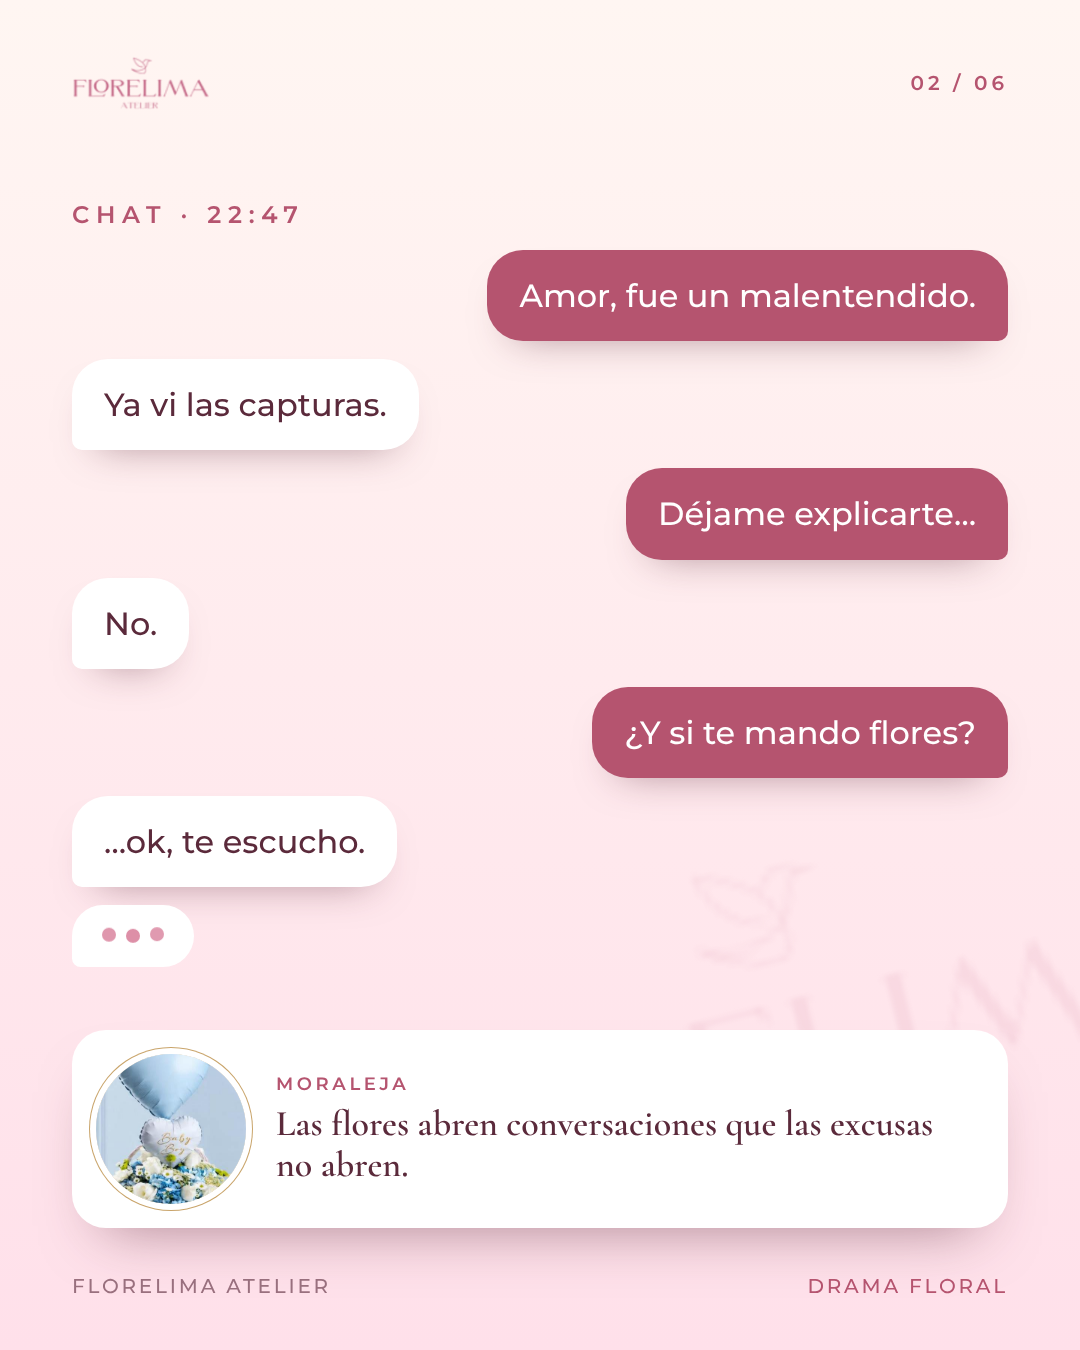 FLORELIMA
ATELIER
02 / 06
CHAT · 22:47
Amor, fue un malentendido.
Ya vi las capturas.
Déjame explicarte...
No.
¿Y si te mando flores?
...ok, te escucho.
ELIM
MORALEJA
Las flores abren conversaciones que las excusas
no abren.
Baby
FLORELIMA ATELIER
DRAMA FLORAL